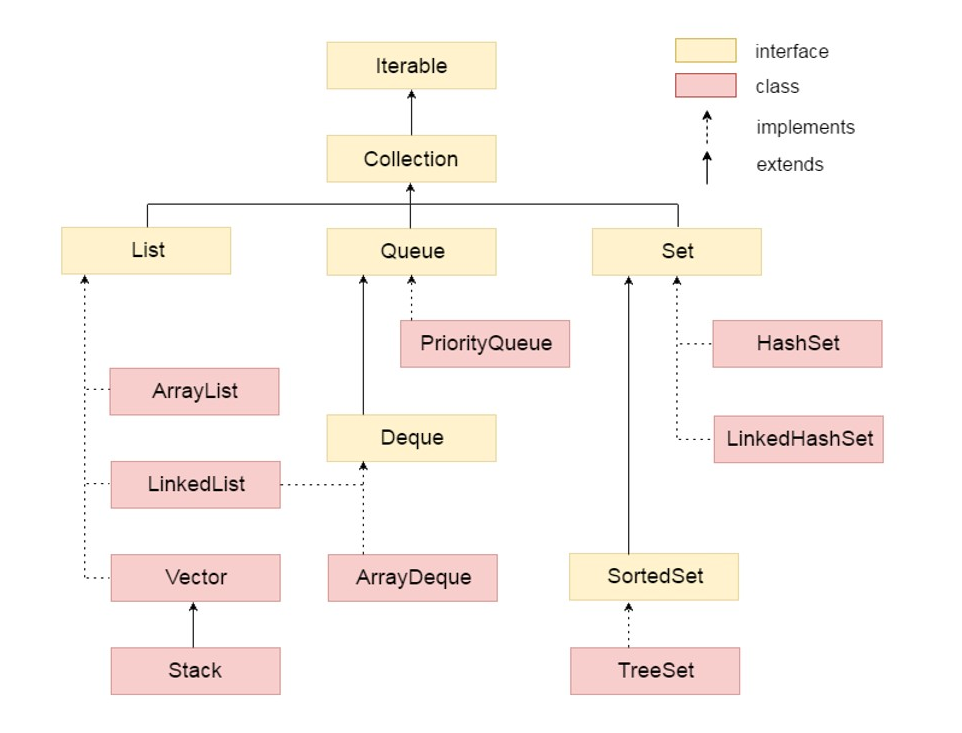 Iterable
interface
class
implements
extends
Collection
List
Queue
Set
PriorityQueue
HashSet
ArrayList
Deque
LinkedHashSet
LinkedList
Vector
ArrayDeque
SortedSet
Stack
TreeSet